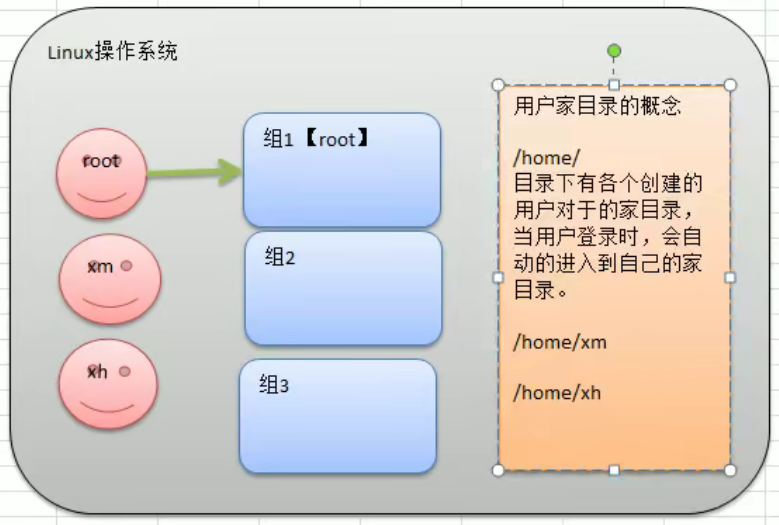 Linux操作系统
root
xm
xh
组1【root】
组2
组3
用户家目录的概念
/home/
目录下有各个创建的
用户对于的家目录，
当用户登录时，会自
动的进入到自己的家
目录。
/home/xm
/home/xh